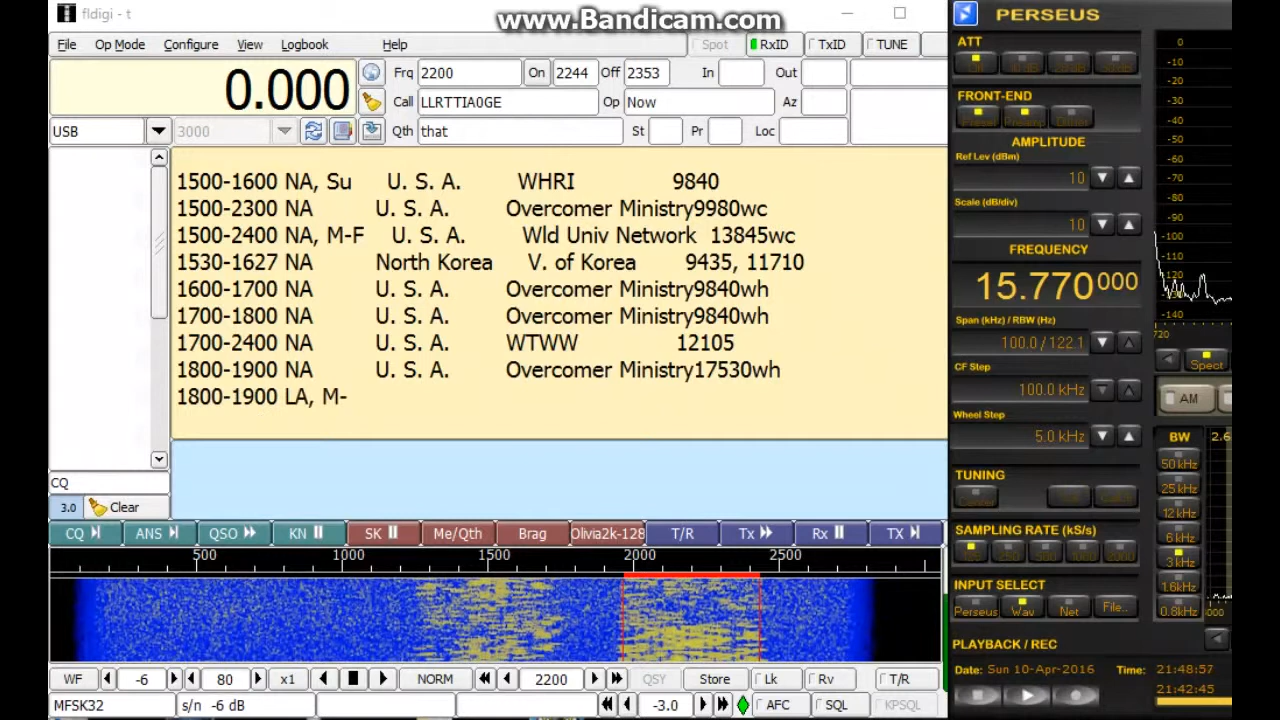 www.Bandicam.com
fldigi - t
File Op Mode Configure View Logbook Help Spot RxID TxID TUNE
0.000
Frq 2200 On 2244 Off 2353 In Out
Call LLRTTIA0GE Op Now Az
USB 3000 Qth that St Pr Loc
1500-1600 NA, Su U. S. A. WHRI 9840
1500-2300 NA U. S. A. Overcomer Ministry9980wc
1500-2400 NA, M-F U. S. A. Wld Univ Network 13845wc
1530-1627 NA North Korea V. of Korea 9435, 11710
1600-1700 NA U. S. A. Overcomer Ministry9840wh
1700-1800 NA U. S. A. Overcomer Ministry9840wh
1700-2400 NA U. S. A. WTWW 12105
1800-1900 NA U. S. A. Overcomer Ministry17530wh
1800-1900 LA, M-
CQ
3.0 Clear
CQ ANS QSO KN SK Me/Qth Brag Olivia2k-128 T/R Tx Rx TX
500 1000 1500 2000 2500
WF -6 80 x1 NORM 2200 QSY Store Lk Rv T/R
MFSK32 s/n -6 dB -3.0 AFC SQL KPSQL
PERSEUS
ATT
FRONT-END
AMPLITUDE
Ref Lev (dBm)
10
Scale (dB/div)
10
FREQUENCY
15.770000
Span (kHz) / RBW (Hz)
100.0 / 122.1
CF Step
100.0 kHz
Wheel Step
5.0 kHz
TUNING
Center
SAMPLING RATE (kS/s)
INPUT SELECT
Perseus Wav Net File..
PLAYBACK / REC
Date: Sun 10-Apr-2016 Time: 21:48:57
21:42:45
0
-10
-20
-30
-40
-50
-60
-70
-80
-90
-100
-110
-120
-130
-140
720
Spect
AM
BW 2.6
50 kHz
25 kHz
12 kHz
6 kHz
3 kHz
1.6kHz
0.8kHz
000